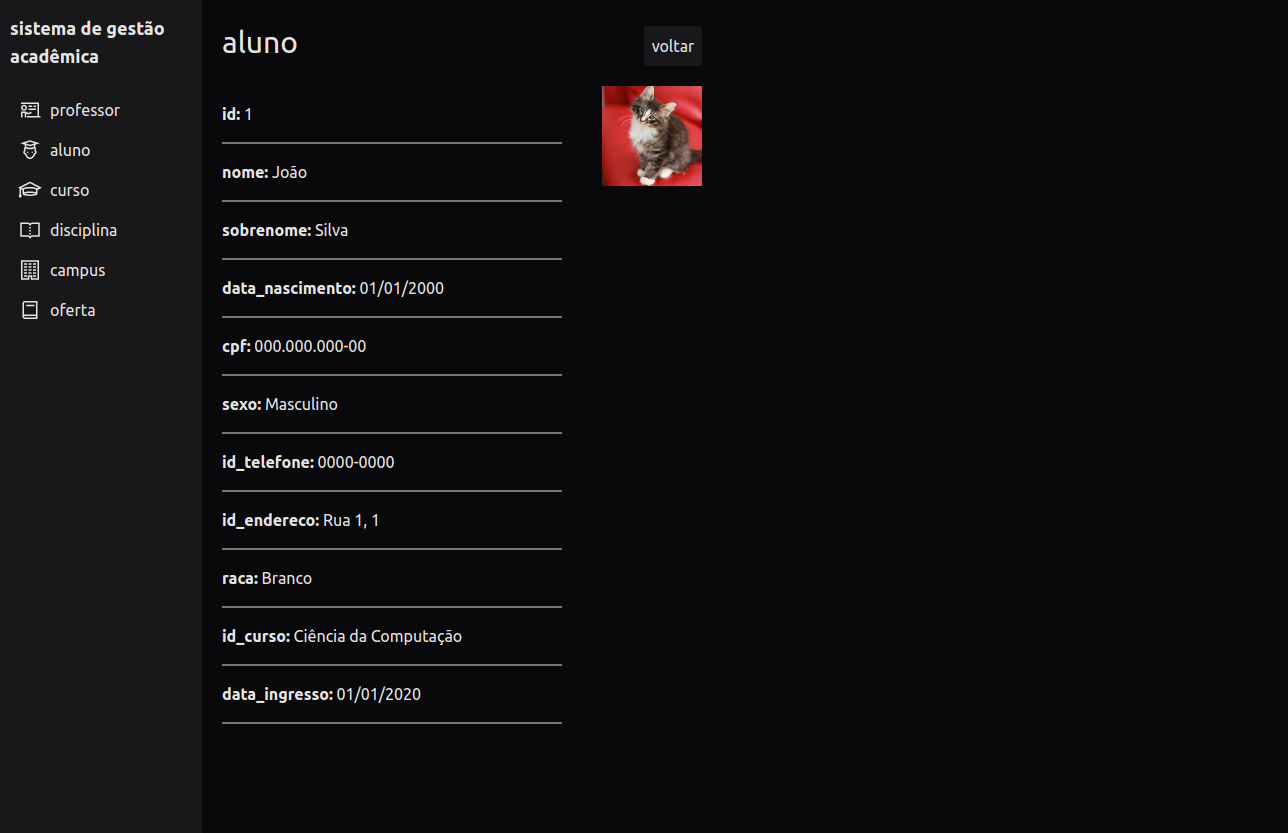 sistema de gestão
acadêmica
professor
aluno
curso
disciplina
campus
oferta
aluno
voltar
id: 1
nome: João
sobrenome: Silva
data_nascimento: 01/01/2000
cpf: 000.000.000-00
sexo: Masculino
id_telefone: 0000-0000
id_endereco: Rua 1, 1
raca: Branco
id_curso: Ciência da Computação
data_ingresso: 01/01/2020